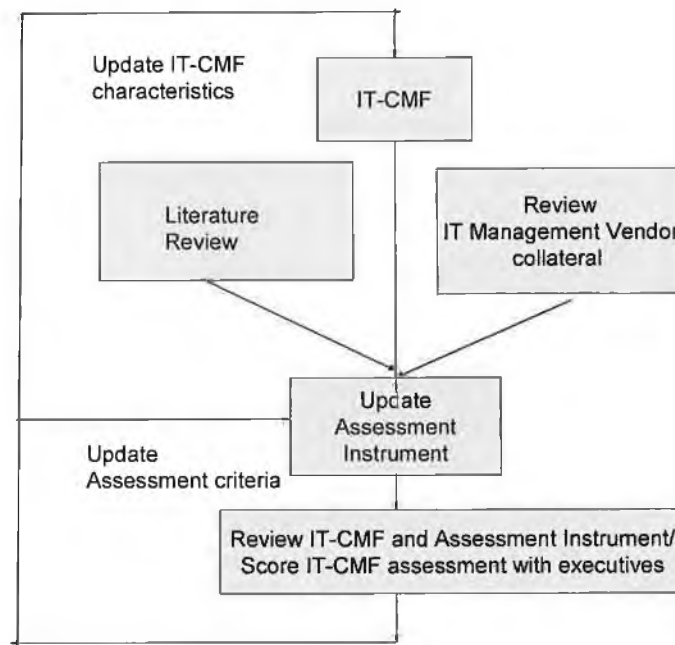 Update IT-CMF
characteristics
IT-CMF
Literature
Review
Review
IT Management Vendor
collateral
Update
Assessment
Instrument
Update
Assessment criteria
Review IT-CMF and Assessment Instrument/
Score IT-CMF assessment with executives